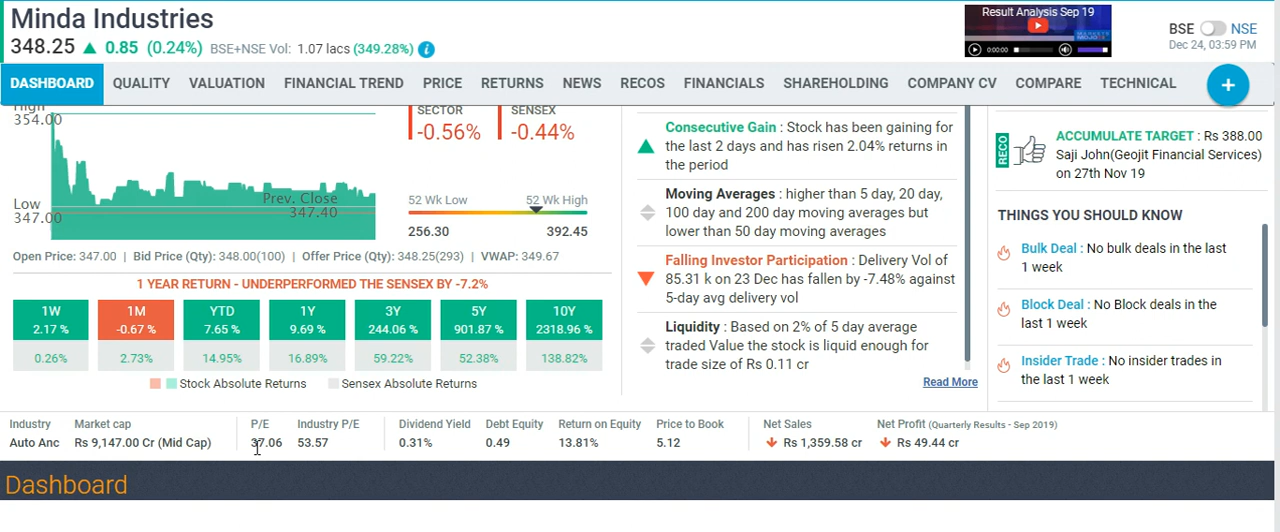 Minda Industries
348.25 ▲ 0.85 (0.24%) BSE+NSE Vol: 1.07 lacs (349.28%) i
Result Analysis Sep 19
MARKETS MOJO
0:00:00
BSE NSE
Dec 24, 03:59 PM
DASHBOARD QUALITY VALUATION FINANCIAL TREND PRICE RETURNS NEWS RECOS FINANCIALS SHAREHOLDING COMPANY CV COMPARE TECHNICAL +
High
354.00
Low
347.00
Prev. Close
347.40
SECTOR SENSEX
-0.56% -0.44%
52 Wk Low 52 Wk High
256.30 392.45
Open Price: 347.00 | Bid Price (Qty): 348.00(100) | Offer Price (Qty): 348.25(293) | VWAP: 349.67
1 YEAR RETURN - UNDERPERFORMED THE SENSEX BY -7.2%
1W 1M YTD 1Y 3Y 5Y 10Y
2.17 % -0.67 % 7.65 % 9.69 % 244.06 % 901.87 % 2318.96 %
0.26% 2.73% 14.95% 16.89% 59.22% 52.38% 138.82%
Stock Absolute Returns Sensex Absolute Returns
Consecutive Gain : Stock has been gaining for
the last 2 days and has risen 2.04% returns in
the period
Moving Averages : higher than 5 day, 20 day,
100 day and 200 day moving averages but
lower than 50 day moving averages
Falling Investor Participation : Delivery Vol of
85.31 k on 23 Dec has fallen by -7.48% against
5-day avg delivery vol
Liquidity : Based on 2% of 5 day average
traded Value the stock is liquid enough for
trade size of Rs 0.11 cr
Read More
RECO
ACCUMULATE TARGET : Rs 388.00
Saji John(Geojit Financial Services)
on 27th Nov 19
THINGS YOU SHOULD KNOW
Bulk Deal : No bulk deals in the last
1 week
Block Deal : No Block deals in the
last 1 week
Insider Trade : No insider trades in
the last 1 week
Industry Market cap P/E Industry P/E Dividend Yield Debt Equity Return on Equity Price to Book Net Sales Net Profit (Quarterly Results - Sep 2019)
Auto Anc Rs 9,147.00 Cr (Mid Cap) 37.06 53.57 0.31% 0.49 13.81% 5.12 Rs 1,359.58 cr Rs 49.44 cr
Dashboard